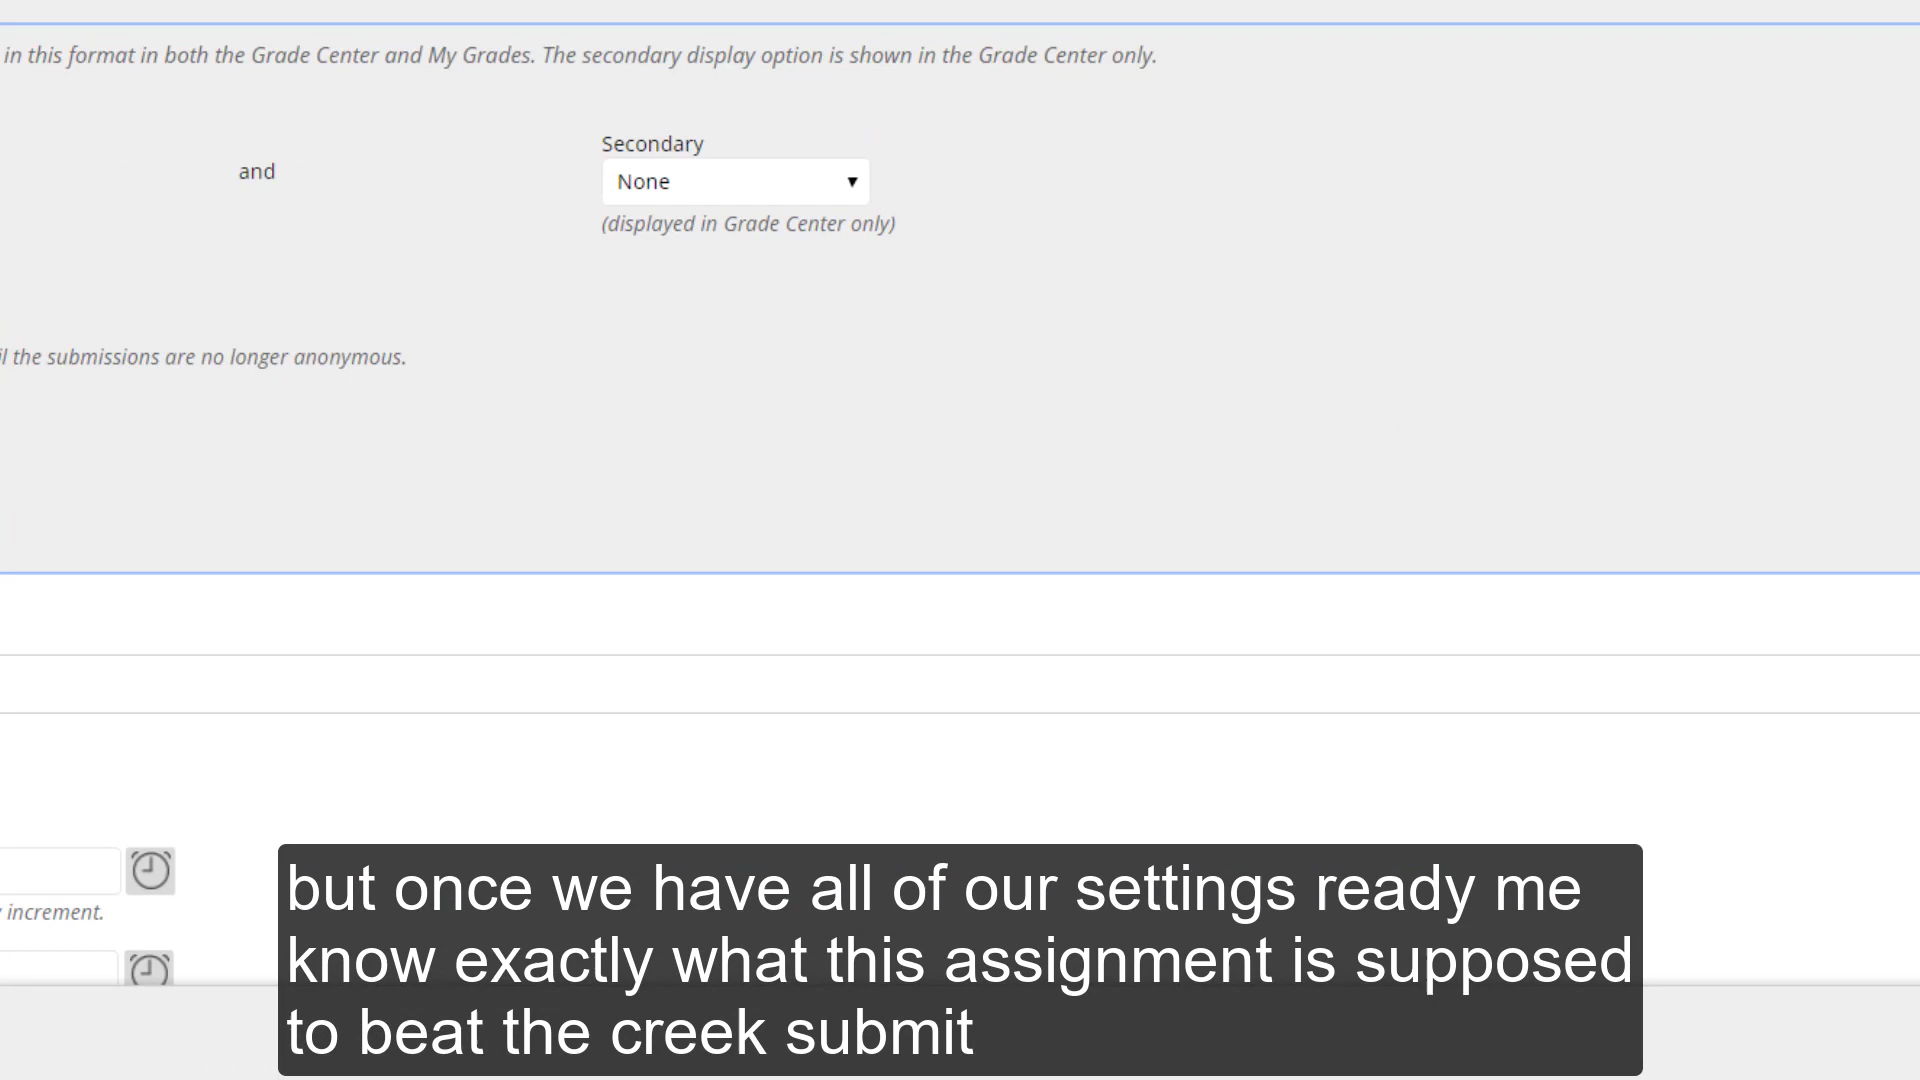 in this format in both the Grade Center and My Grades. The secondary display option is shown in the Grade Center only.
Secondary
and
None
(displayed in Grade Center only)
the submissions are no longer anonymous.
increment.
but once we have all of our settings ready me
know exactly what this assignment is supposed
to beat the creek submit